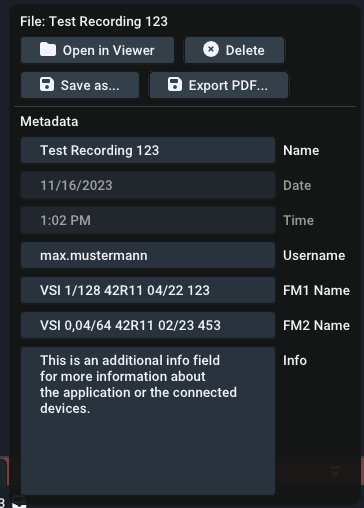 File: Test Recording 123
Open in Viewer
Delete
Save as...
Export PDF...
Metadata
Test Recording 123 Name
11/16/2023 Date
1:02 PM Time
max.mustermann Username
VSI 1/128 42R11 04/22 123 FM1 Name
VSI 0,04/64 42R11 02/23 453 FM2 Name
This is an additional info field Info
for more information about
the application or the connected
devices.
3